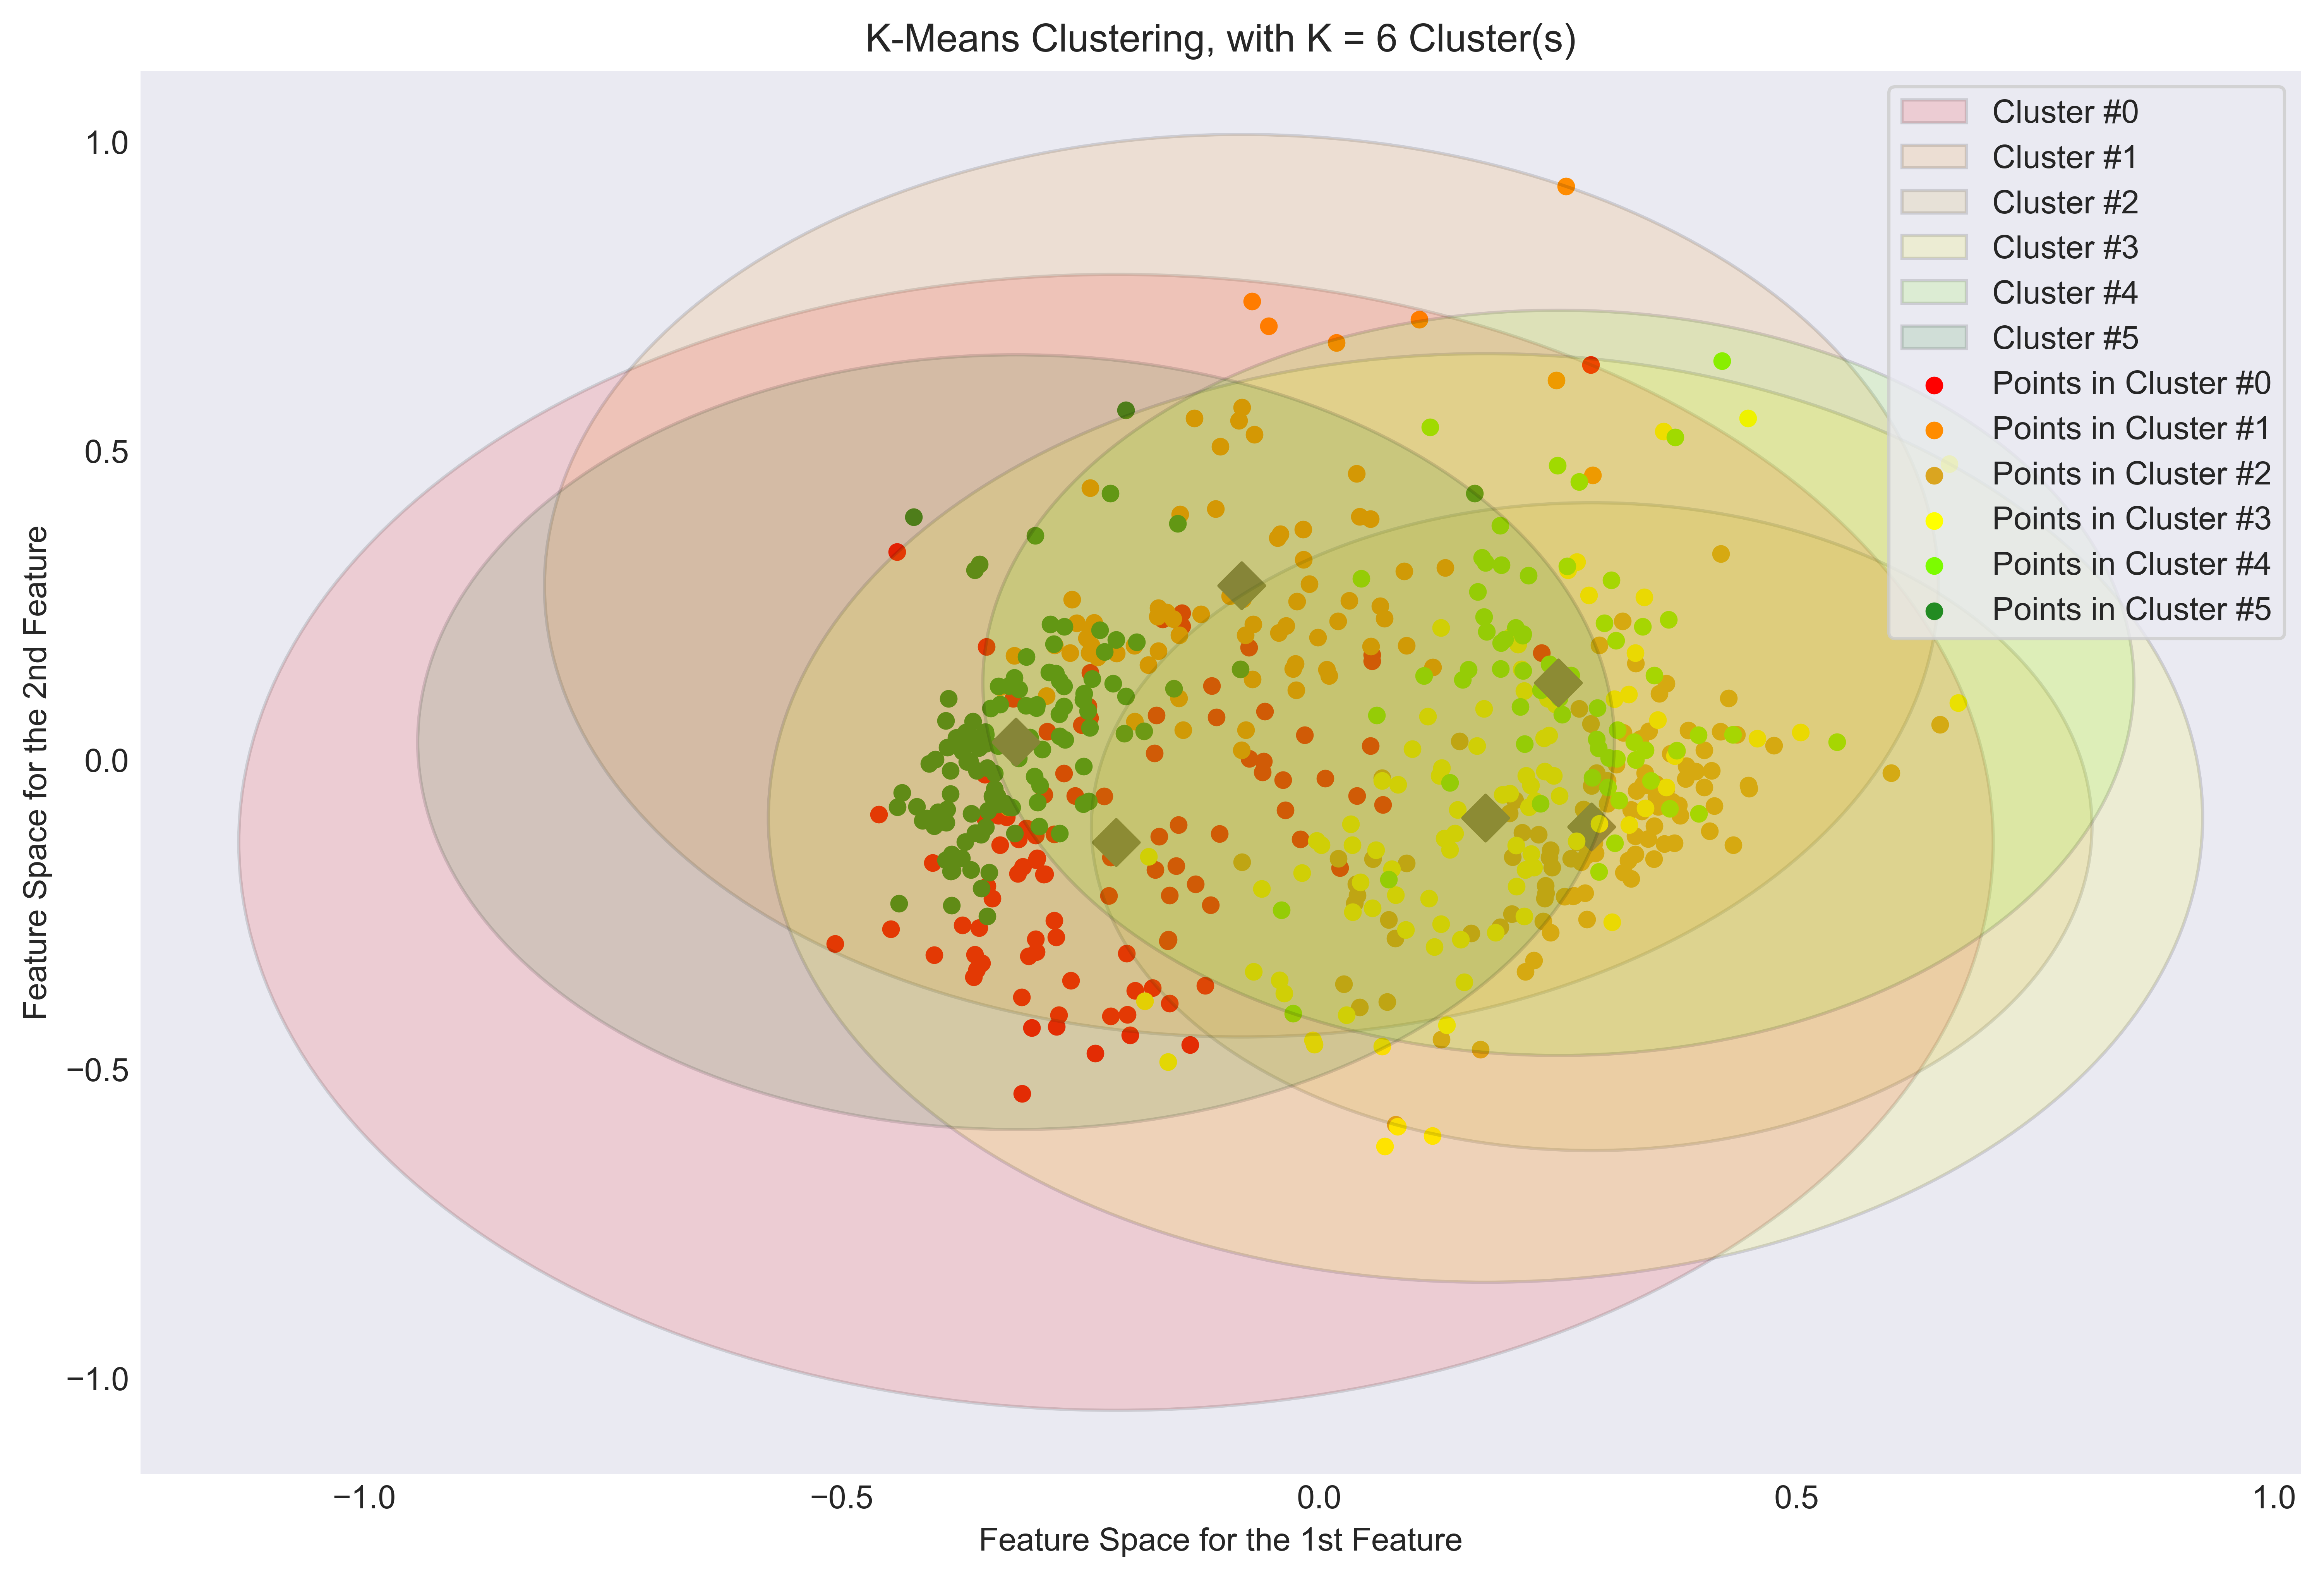 K-Means Clustering, with K = 6 Cluster(s)
Cluster #0
Cluster #1
Cluster #2
Cluster #3
Cluster #4
Cluster #5
Points in Cluster #0
Points in Cluster #1
Points in Cluster #2
Points in Cluster #3
Points in Cluster #4
Points in Cluster #5
Feature Space for the 2nd Feature
1.0
0.5
0.0
−0.5
−1.0
−1.0 −0.5 0.0 0.5 1.0
Feature Space for the 1st Feature